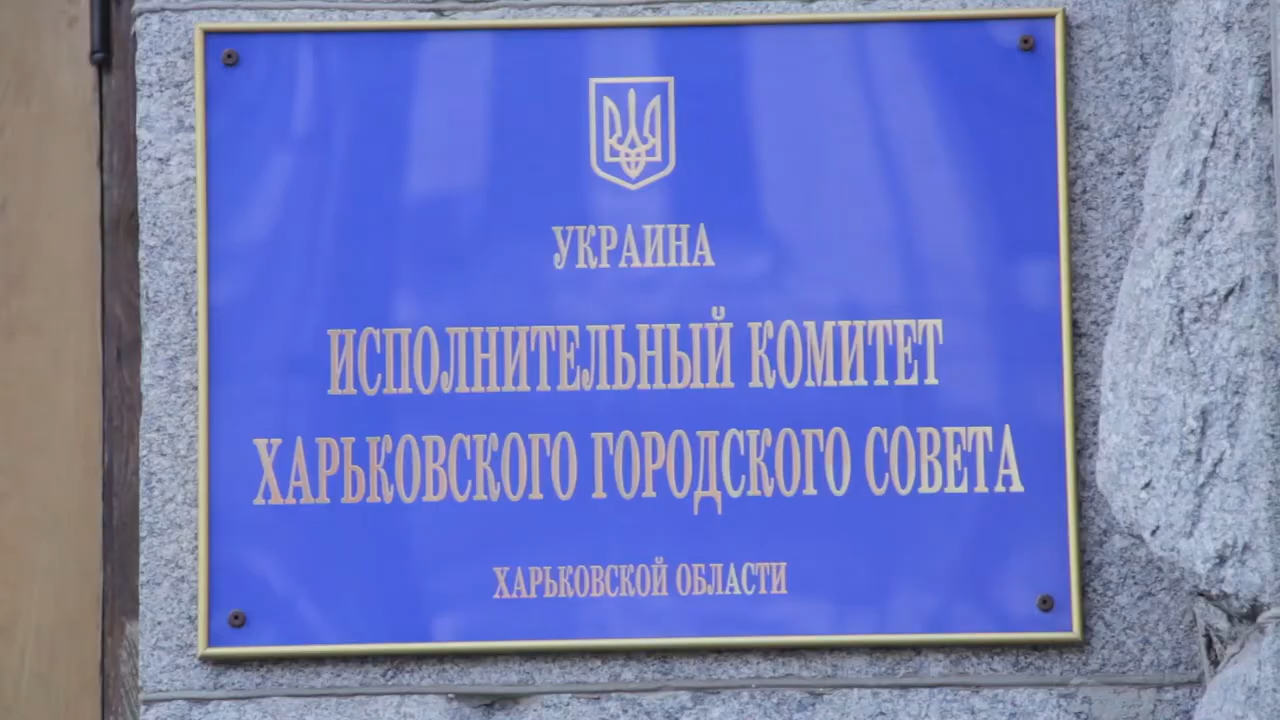 УКРАИНА
ИСПОЛНИТЕЛЬНЫЙ КОМИТЕТ
ХАРЬКОВСКОГО ГОРОДСКОГО СОВЕТА
ХАРЬКОВСКОЙ ОБЛАСТИ